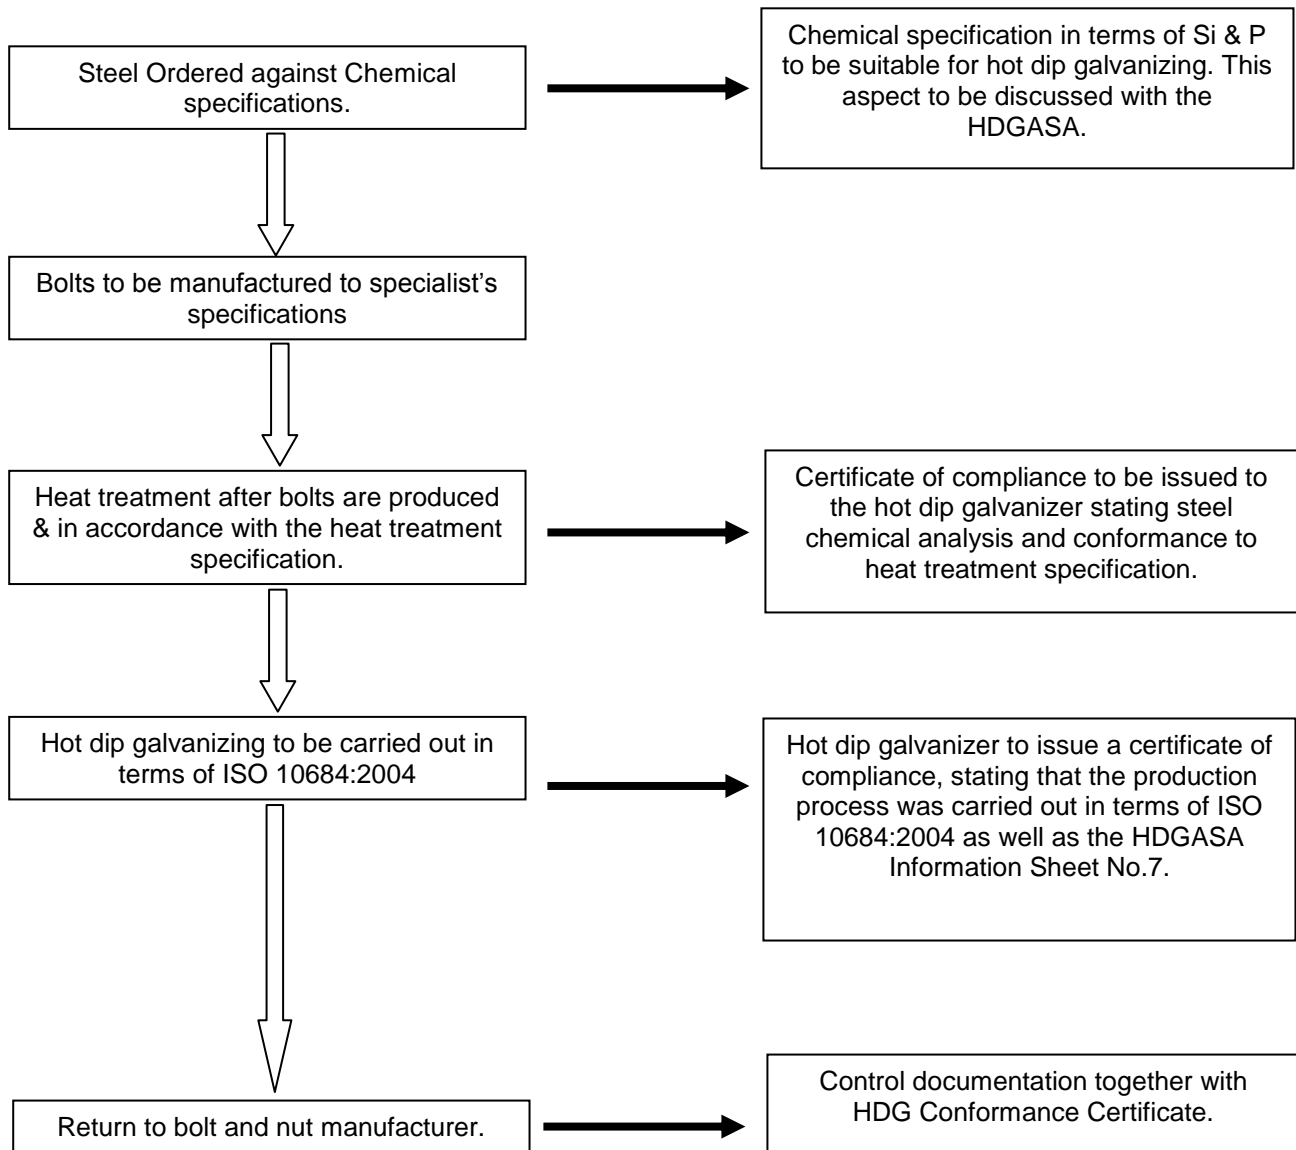 Steel Ordered against Chemical
specifications.
Chemical specification in terms of Si & P
to be suitable for hot dip galvanizing. This
aspect to be discussed with the
HDGASA.
Bolts to be manufactured to specialist’s
specifications
Heat treatment after bolts are produced
& in accordance with the heat treatment
specification.
Certificate of compliance to be issued to
the hot dip galvanizer stating steel
chemical analysis and conformance to
heat treatment specification.
Hot dip galvanizing to be carried out in
terms of ISO 10684:2004
Hot dip galvanizer to issue a certificate of
compliance, stating that the production
process was carried out in terms of ISO
10684:2004 as well as the HDGASA
Information Sheet No.7.
Return to bolt and nut manufacturer.
Control documentation together with
HDG Conformance Certificate.